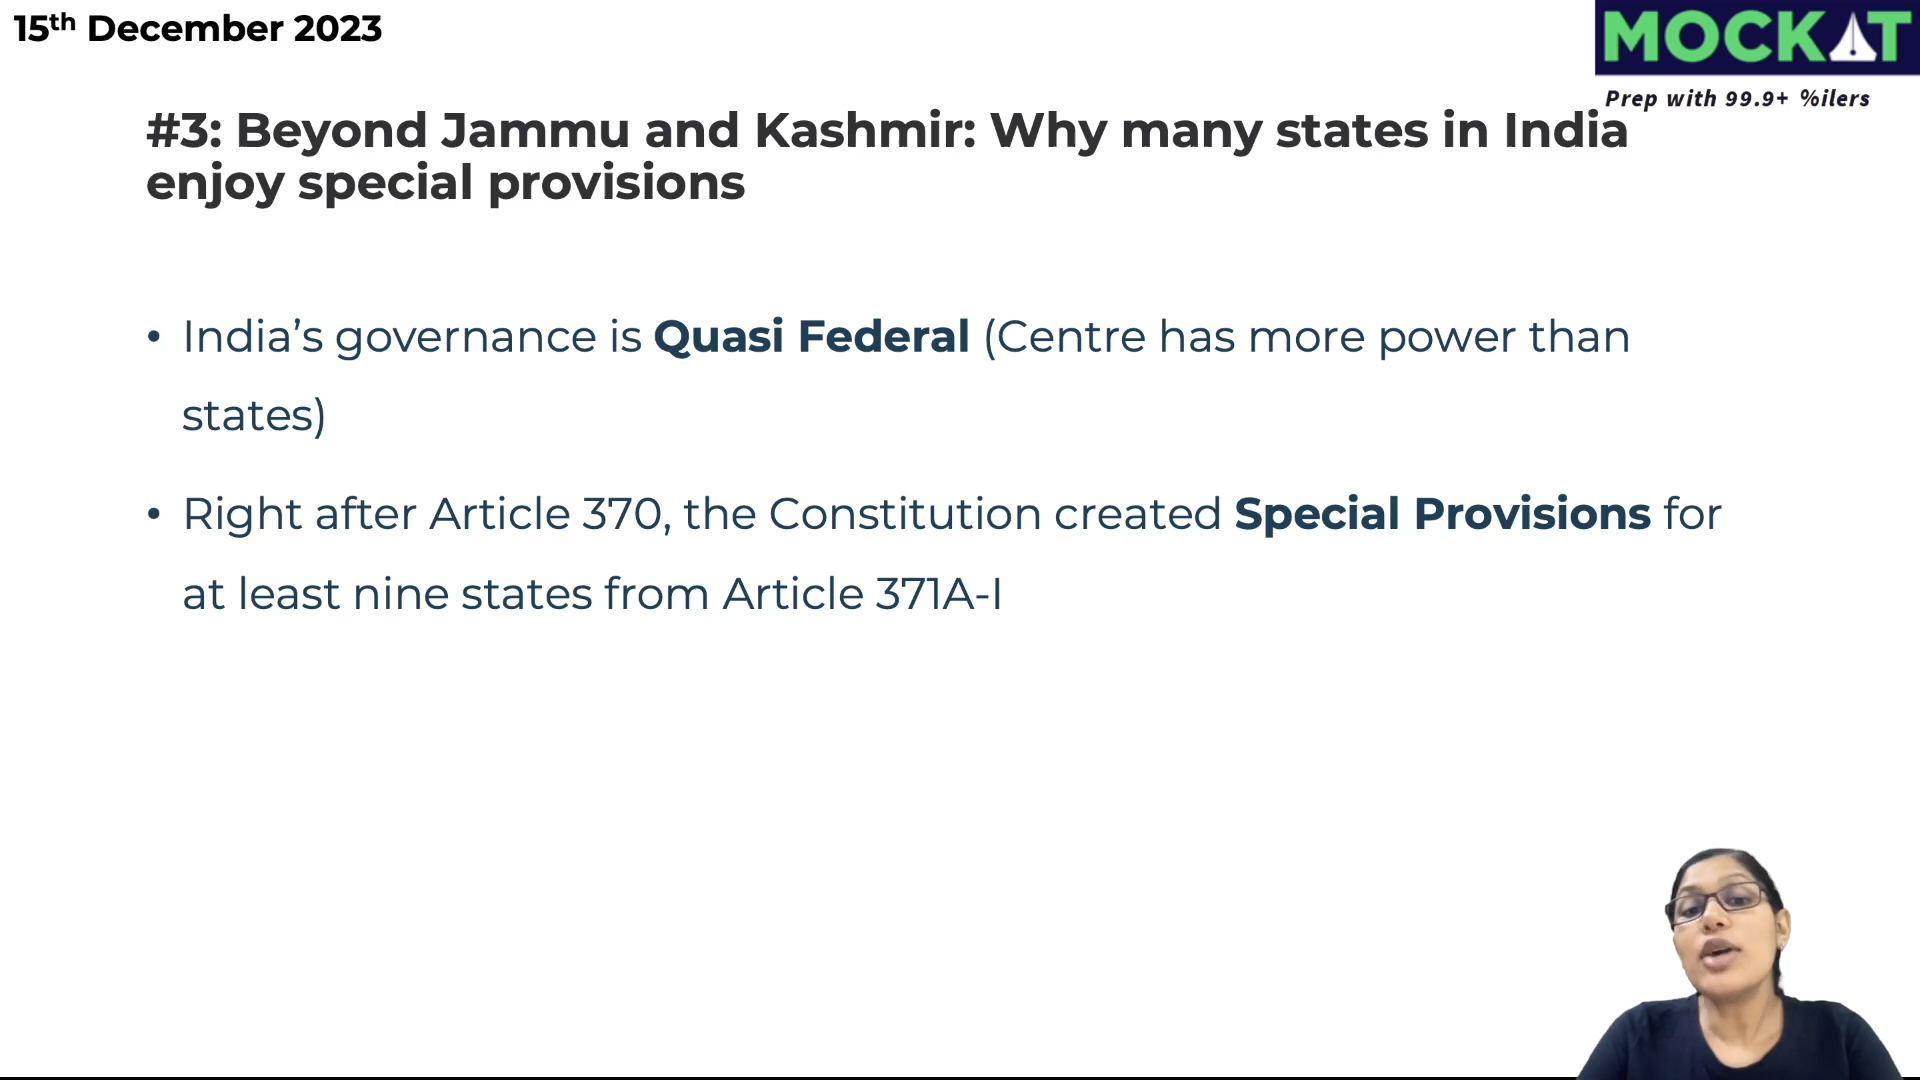 15th December 2023
MOCKAT
Prep with 99.9+ %ilers
#3: Beyond Jammu and Kashmir: Why many states in India
enjoy special provisions
• India’s governance is Quasi Federal (Centre has more power than
states)
• Right after Article 370, the Constitution created Special Provisions for
at least nine states from Article 371A-I